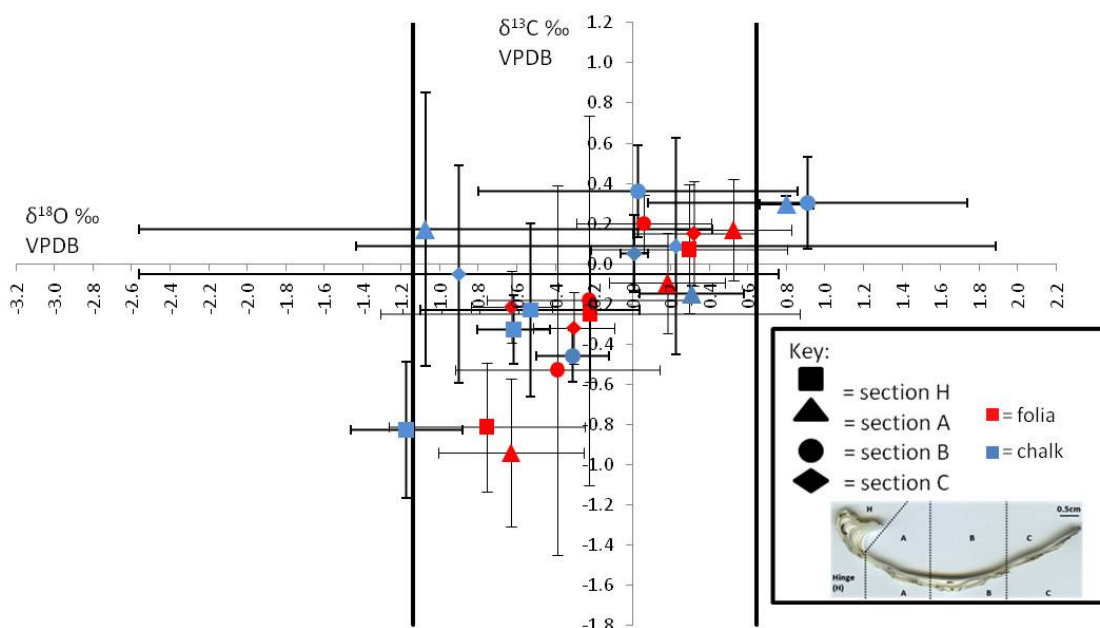 δ¹³C ‰
VPDB
1.2
1.0
0.8
0.6
0.4
0.2
0.0
-0.2
-0.4
-0.6
-0.8
-1.0
-1.2
-1.4
-1.6
-1.8
δ¹⁸O ‰
VPDB
-3.2 -3.0 -2.8 -2.6 -2.4 -2.2 -2.0 -1.8 -1.6 -1.4 -1.2 -1.0 -0.8 -0.6 -0.4 -0.2 0.0 0.2 0.4 0.6 0.8 1.0 1.2 1.4 1.6 1.8 2.0 2.2
Key:
= section H
= section A
= section B
= section C
= folia
= chalk
H
0.5cm
A B C
Hinge
(H)
A B C